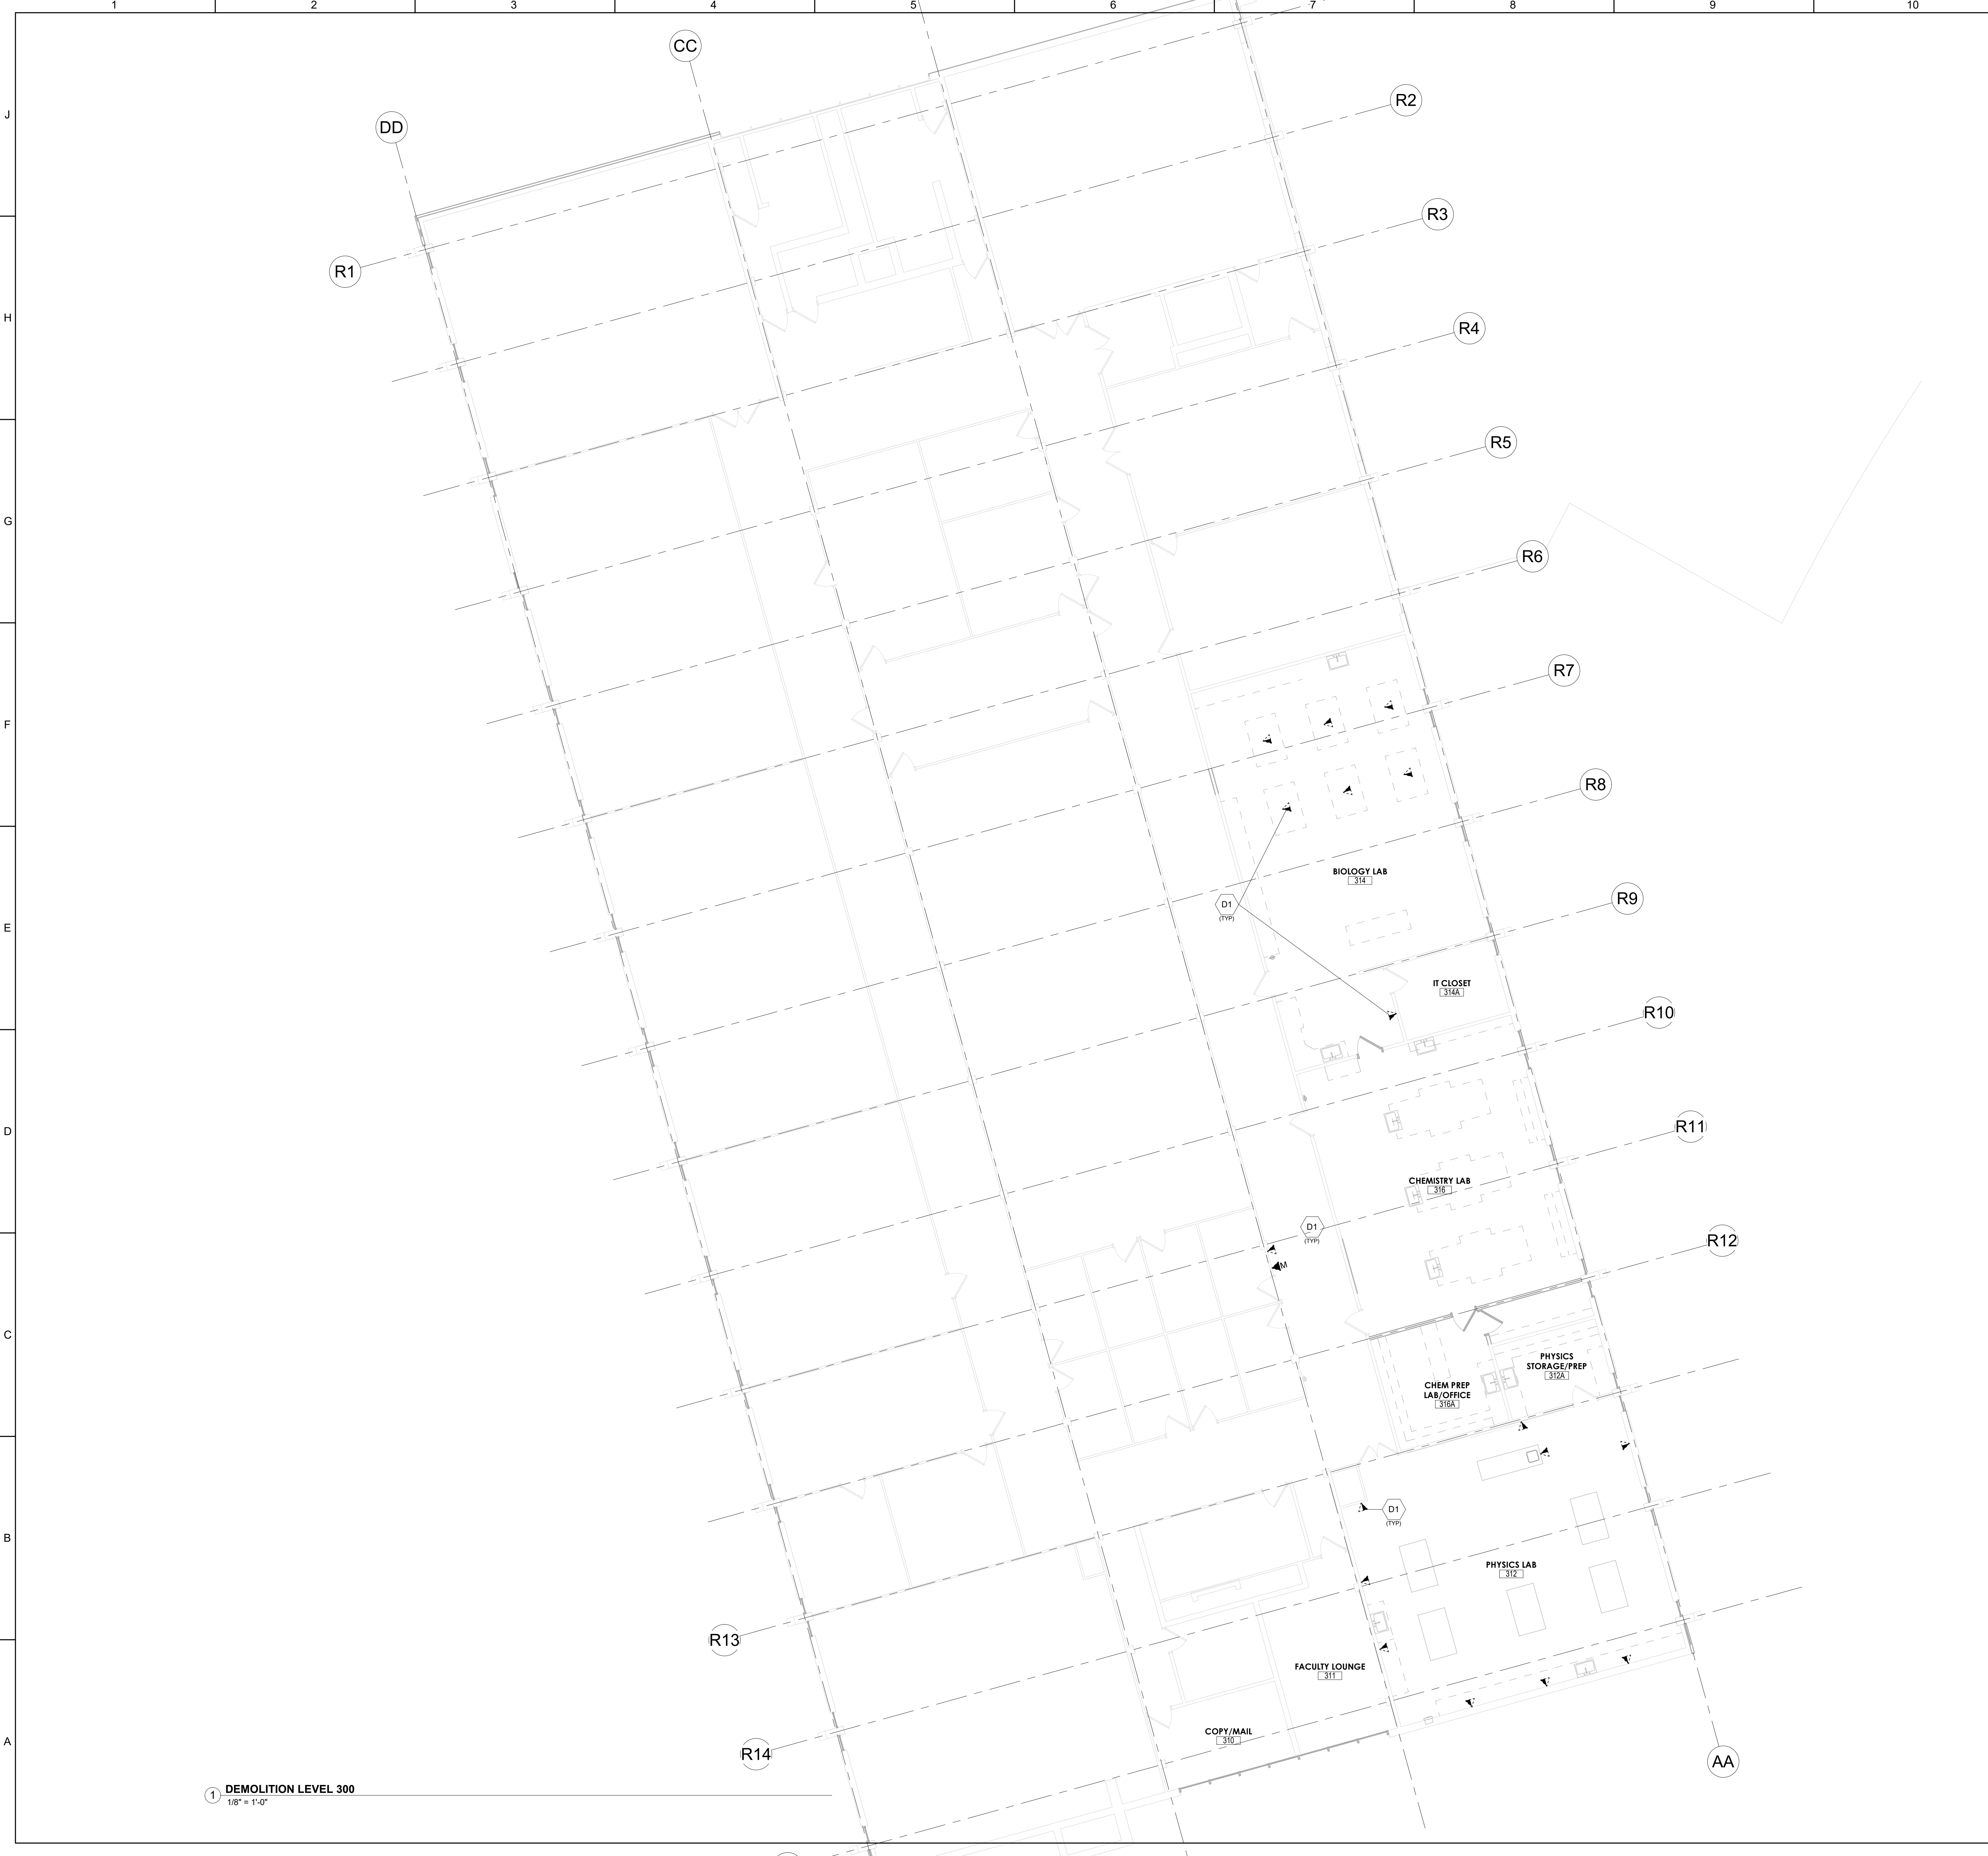 1 2 3 4 5 6 7 8 9 10
J
H
G
F
E
D
C
B
A
CC
DD
R1
R2
R3
R4
R5
R6
R7
R8
R9
R10
R11
R12
R13
R14
AA
BIOLOGY LAB
314
D1
(TYP)
IT CLOSET
314A
CHEMISTRY LAB
316
D1
(TYP)
M
PHYSICS
STORAGE/PREP
312A
CHEM PREP
LAB/OFFICE
316A
D1
(TYP)
PHYSICS LAB
312
FACULTY LOUNGE
311
COPY/MAIL
310
1 DEMOLITION LEVEL 300
1/8" = 1'-0"